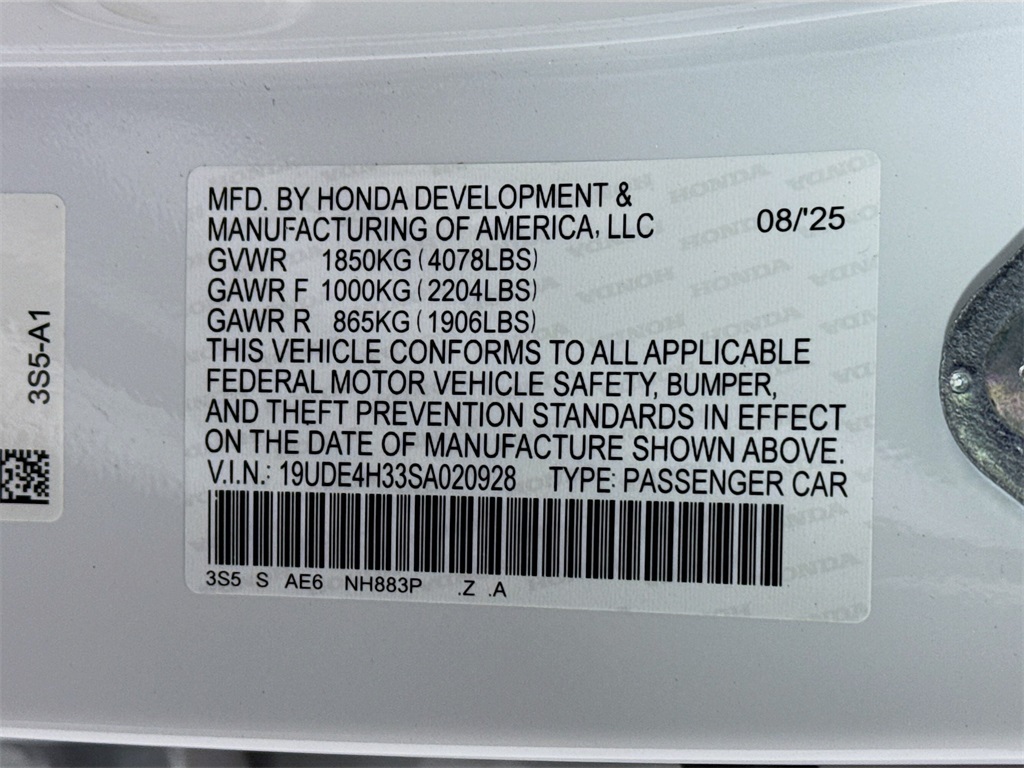 MFD. BY HONDA DEVELOPMENT &
MANUFACTURING OF AMERICA, LLC 08/'25
GVWR 1850KG (4078LBS)
GAWR F 1000KG (2204LBS)
GAWR R 865KG (1906LBS)
THIS VEHICLE CONFORMS TO ALL APPLICABLE
FEDERAL MOTOR VEHICLE SAFETY, BUMPER,
AND THEFT PREVENTION STANDARDS IN EFFECT
ON THE DATE OF MANUFACTURE SHOWN ABOVE.
V.I.N.: 19UDE4H33SA020928 TYPE: PASSENGER CAR
3S5 S AE6 NH883P .Z .A
3S5-A1